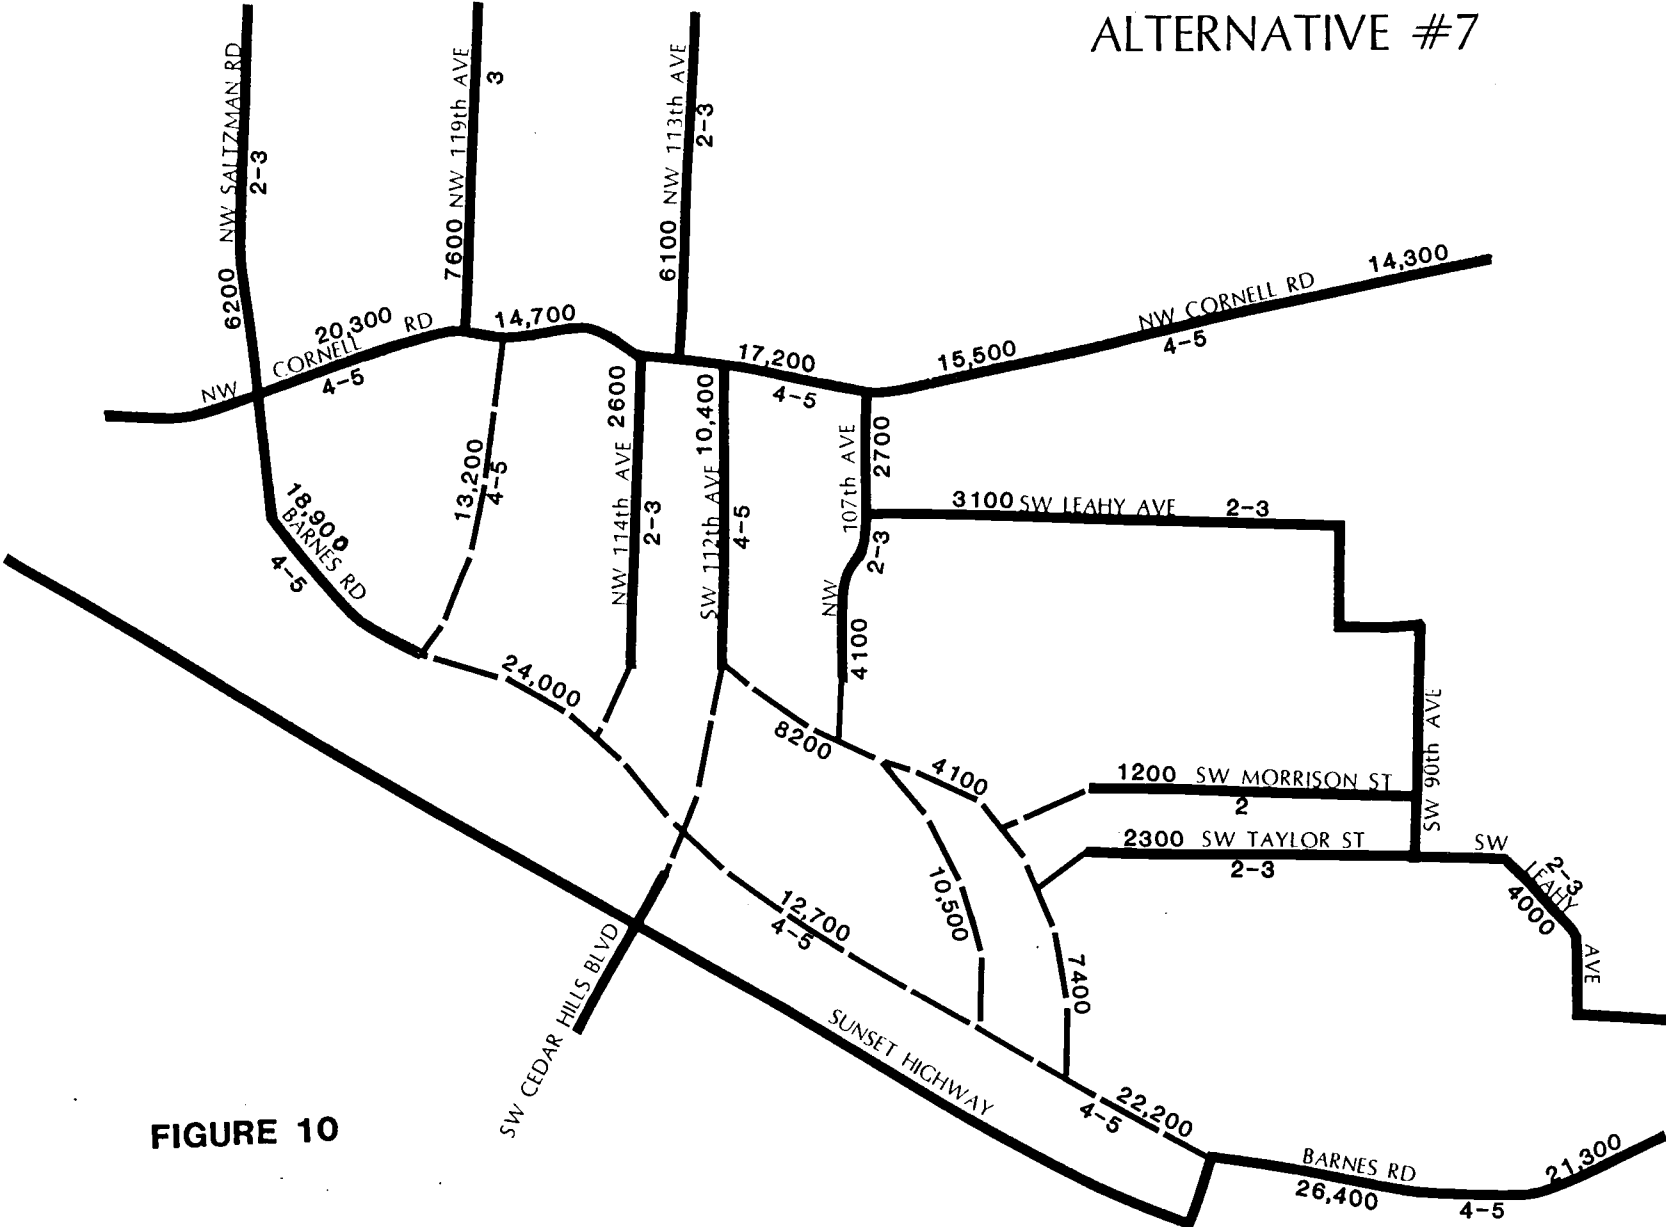 ALTERNATIVE #7
NW SALTZMAN RD
2-3
6200
NW 119th AVE
3
7600
NW 113th AVE
2-3
6100
NW CORNELL RD
20,300
4-5
14,700
17,200
4-5
15,500
NW CORNELL RD
4-5
14,300
18,900
BARNES RD
4-5
13,200
4-5
2600
NW 114th AVE
2-3
10,400
SW 112th AVE
4-5
2700
NW 107th AVE
2-3
4100
3100 SW LEAHY AVE 2-3
24,000
8200
4100
1200 SW MORRISON ST
2
SW 90th AVE
2300 SW TAYLOR ST
2-3
SW LEAHY AVE
2-3
4000
10,500
7400
12,700
4-5
SW CEDAR HILLS BLVD
SUNSET HIGHWAY
22,200
4-5
BARNES RD
26,400
4-5
21,300
FIGURE 10